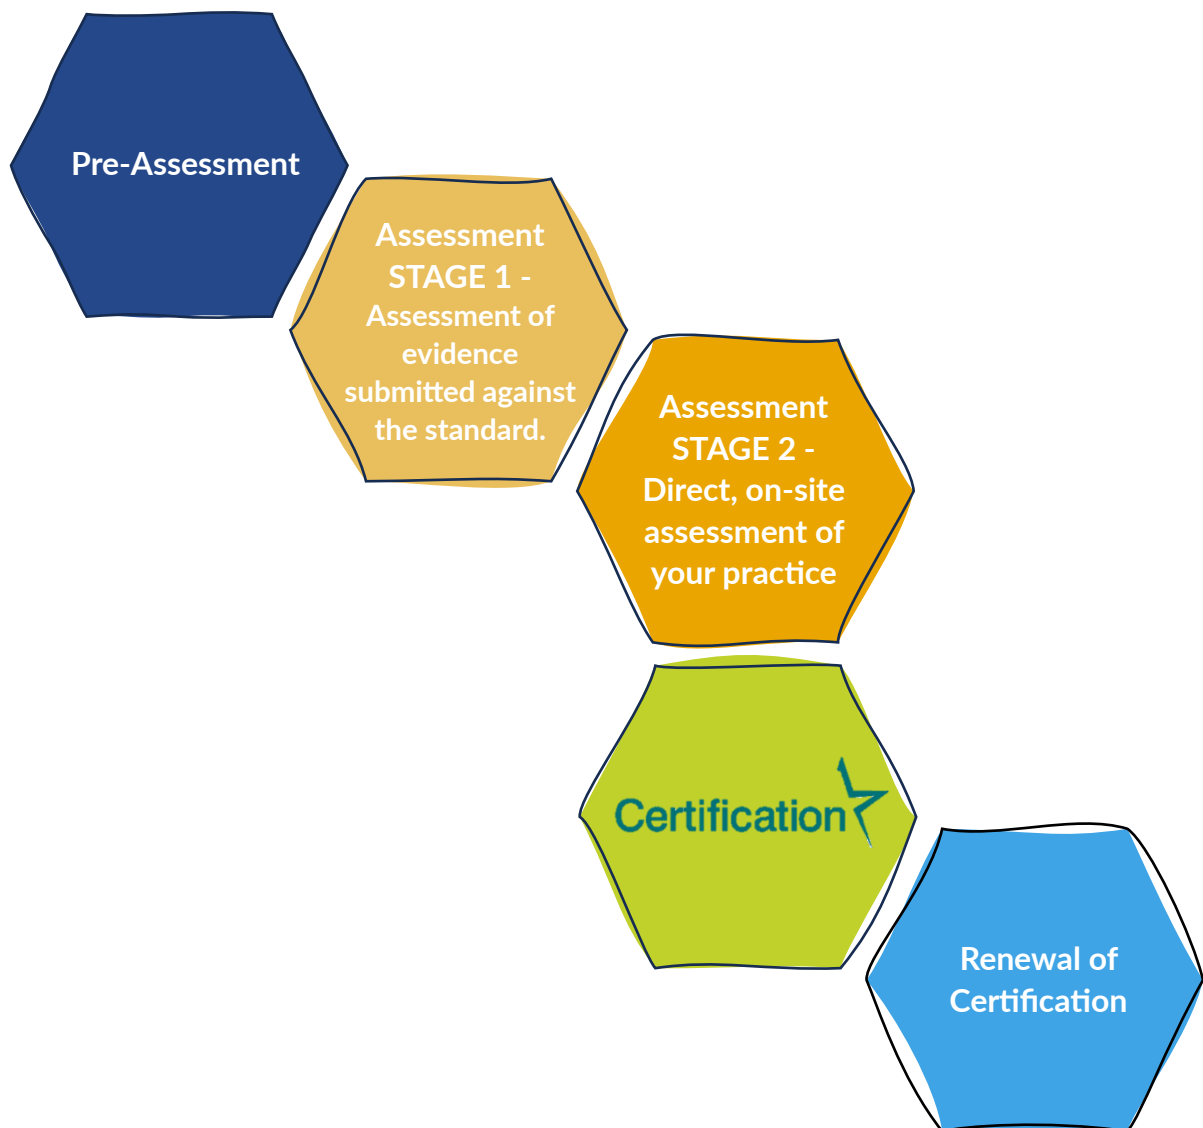 Pre-Assessment
Assessment
STAGE 1 -
Assessment of
evidence
submitted against
the standard.
Assessment
STAGE 2 -
Direct, on-site
assessment of
your practice
Certification
Renewal of
Certification